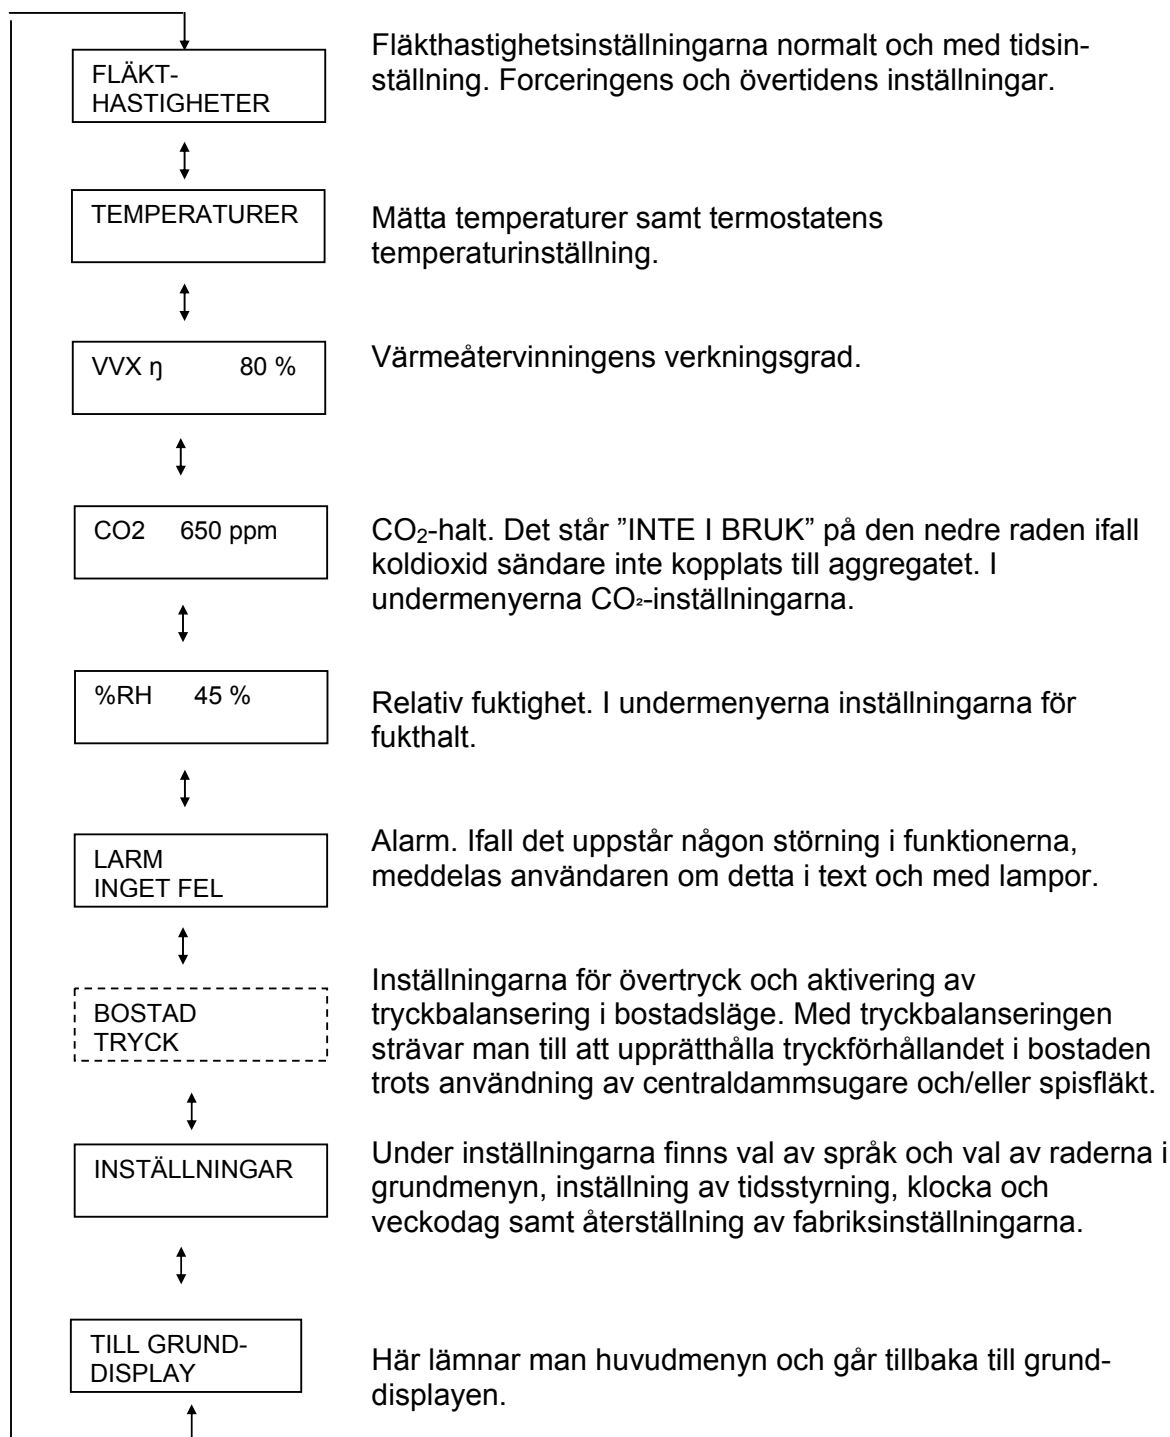 FLÄKT-
HASTIGHETER
Fläkthastighetsinställningarna normalt och med tidsin-
ställning. Forceringens och övertidens inställningar.
TEMPERATURER
Mätta temperaturer samt termostatens
temperaturinställning.
VVX ŋ 80 %
Värmeåtervinningens verkningsgrad.
CO2 650 ppm
CO₂-halt. Det står ”INTE I BRUK” på den nedre raden ifall
koldioxid sändare inte kopplats till aggregatet. I
undermenyerna CO₂-inställningarna.
%RH 45 %
Relativ fuktighet. I undermenyerna inställningarna för
fukthalt.
LARM
INGET FEL
Alarm. Ifall det uppstår någon störning i funktionerna,
meddelas användaren om detta i text och med lampor.
BOSTAD
TRYCK
Inställningarna för övertryck och aktivering av
tryckbalansering i bostadsläge. Med tryckbalanseringen
strävar man till att upprätthålla tryckförhållandet i bostaden
trots användning av centraldammsugare och/eller spisfläkt.
INSTÄLLNINGAR
Under inställningarna finns val av språk och val av raderna i
grundmenyn, inställning av tidsstyrning, klocka och
veckodag samt återställning av fabriksinställningarna.
TILL GRUND-
DISPLAY
Här lämnar man huvudmenyn och går tillbaka till grund-
displayen.